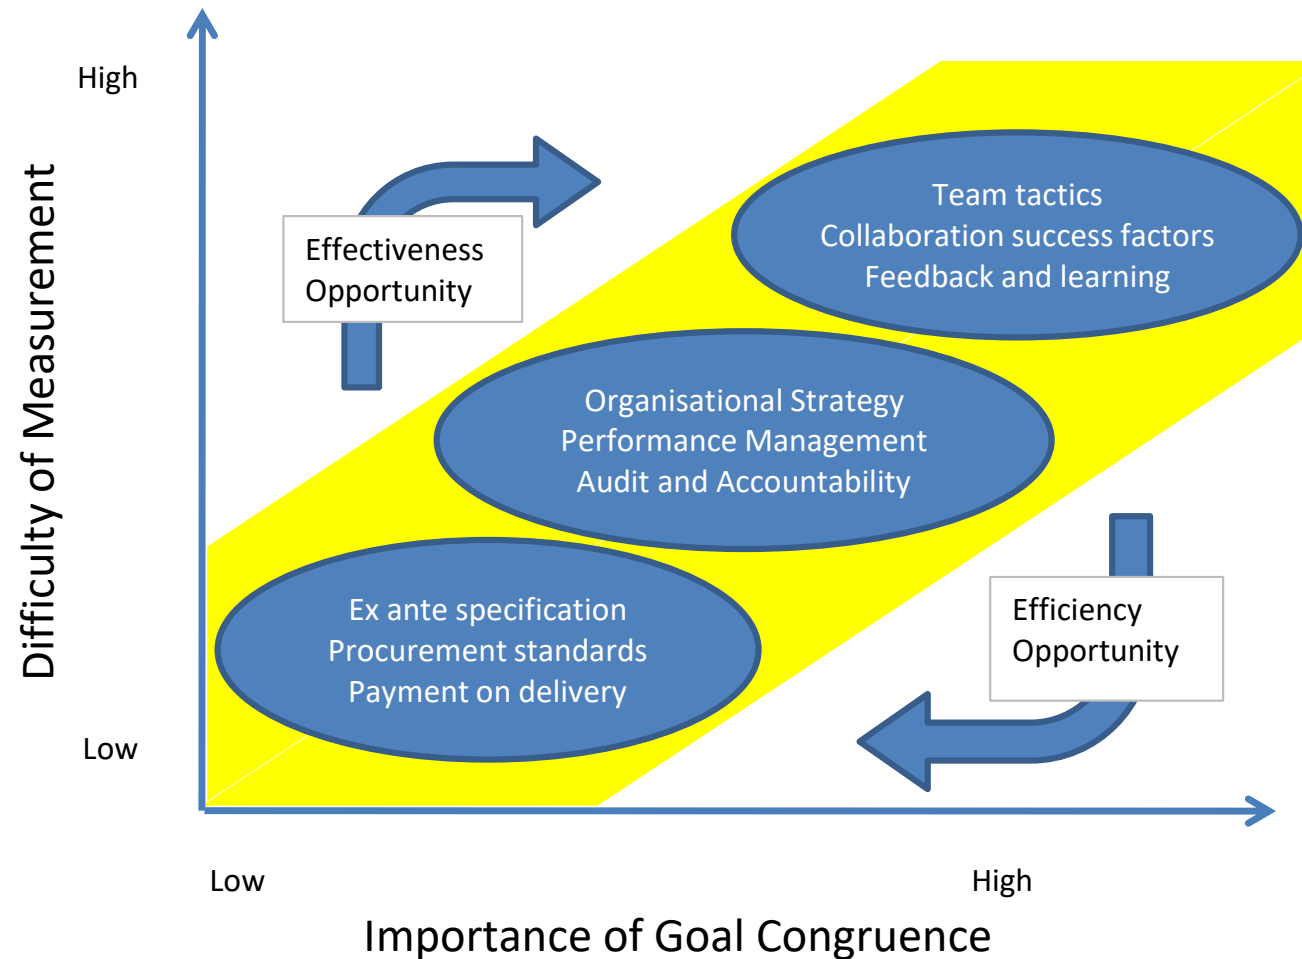 High
Difficulty of Measurement
Effectiveness
Opportunity
Team tactics
Collaboration success factors
Feedback and learning
Organisational Strategy
Performance Management
Audit and Accountability
Ex ante specification
Procurement standards
Payment on delivery
Efficiency
Opportunity
Low
Low
High
Importance of Goal Congruence